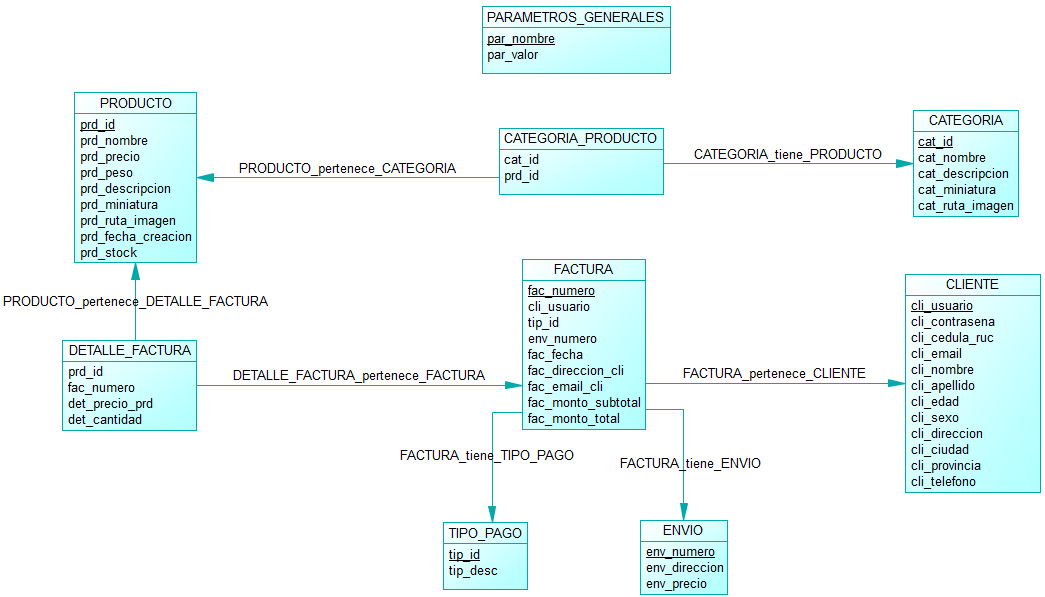 PARAMETROS_GENERALES
par_nombre
par_valor
PRODUCTO
prd_id
prd_nombre
prd_precio
prd_peso
prd_descripcion
prd_miniatura
prd_ruta_imagen
prd_fecha_creacion
prd_stock
PRODUCTO_pertenece_CATEGORIA
CATEGORIA_PRODUCTO
cat_id
prd_id
CATEGORIA_tiene_PRODUCTO
CATEGORIA
cat_id
cat_nombre
cat_descripcion
cat_miniatura
cat_ruta_imagen
PRODUCTO_pertenece_DETALLE_FACTURA
DETALLE_FACTURA
prd_id
fac_numero
det_precio_prd
det_cantidad
DETALLE_FACTURA_pertenece_FACTURA
FACTURA
fac_numero
cli_usuario
tip_id
env_numero
fac_fecha
fac_direccion_cli
fac_email_cli
fac_monto_subtotal
fac_monto_total
FACTURA_pertenece_CLIENTE
CLIENTE
cli_usuario
cli_contrasena
cli_cedula_ruc
cli_email
cli_nombre
cli_apellido
cli_edad
cli_sexo
cli_direccion
cli_ciudad
cli_provincia
cli_telefono
FACTURA_tiene_TIPO_PAGO
FACTURA_tiene_ENVIO
TIPO_PAGO
tip_id
tip_desc
ENVIO
env_numero
env_direccion
env_precio